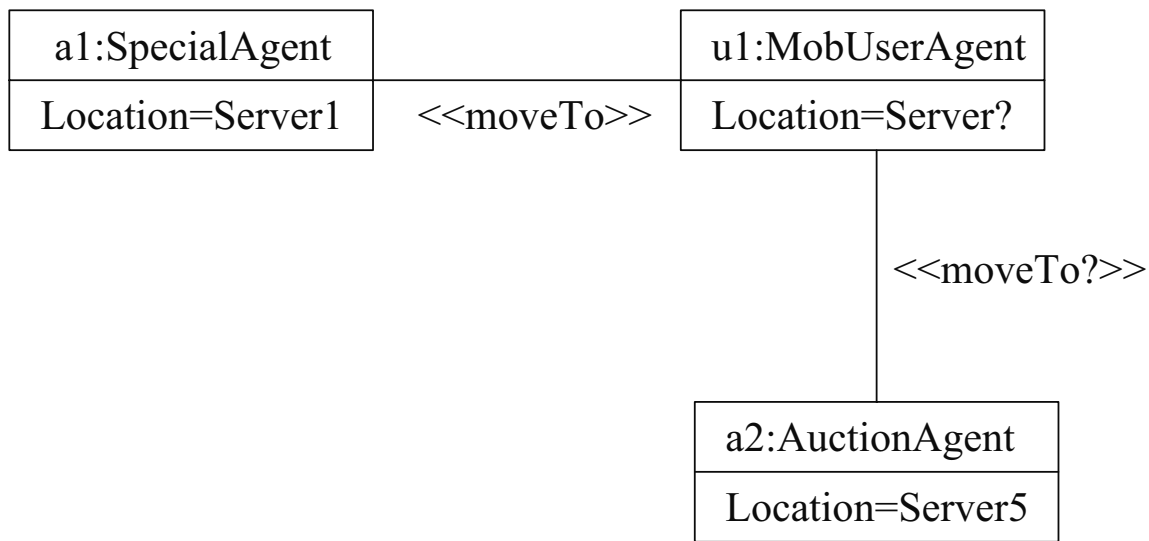 a1:SpecialAgent
u1:MobUserAgent
Location=Server1
<<moveTo>>
Location=Server?
<<moveTo?>>
a2:AuctionAgent
Location=Server5